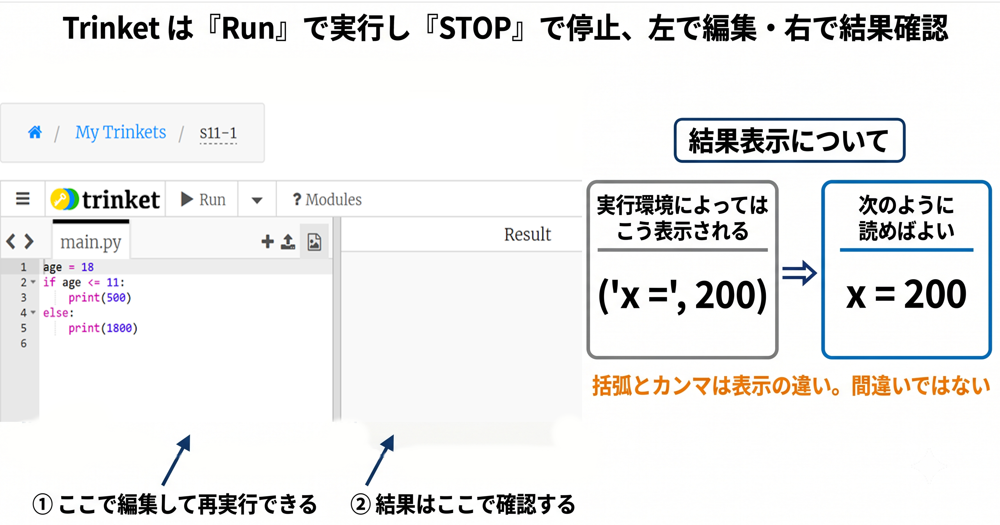 Trinket は『Run』で実行し『STOP』で停止、左で編集・右で結果確認
/ My Trinkets / s11-1
trinket Run ? Modules
main.py
Result
1 age = 18
2 if age <= 11:
3 print(500)
4 else:
5 print(1800)
6
① ここで編集して再実行できる
② 結果はここで確認する
結果表示について
実行環境によっては
こう表示される
('x =', 200)
次のように
読めばよい
x = 200
括弧とカンマは表示の違い。間違いではない